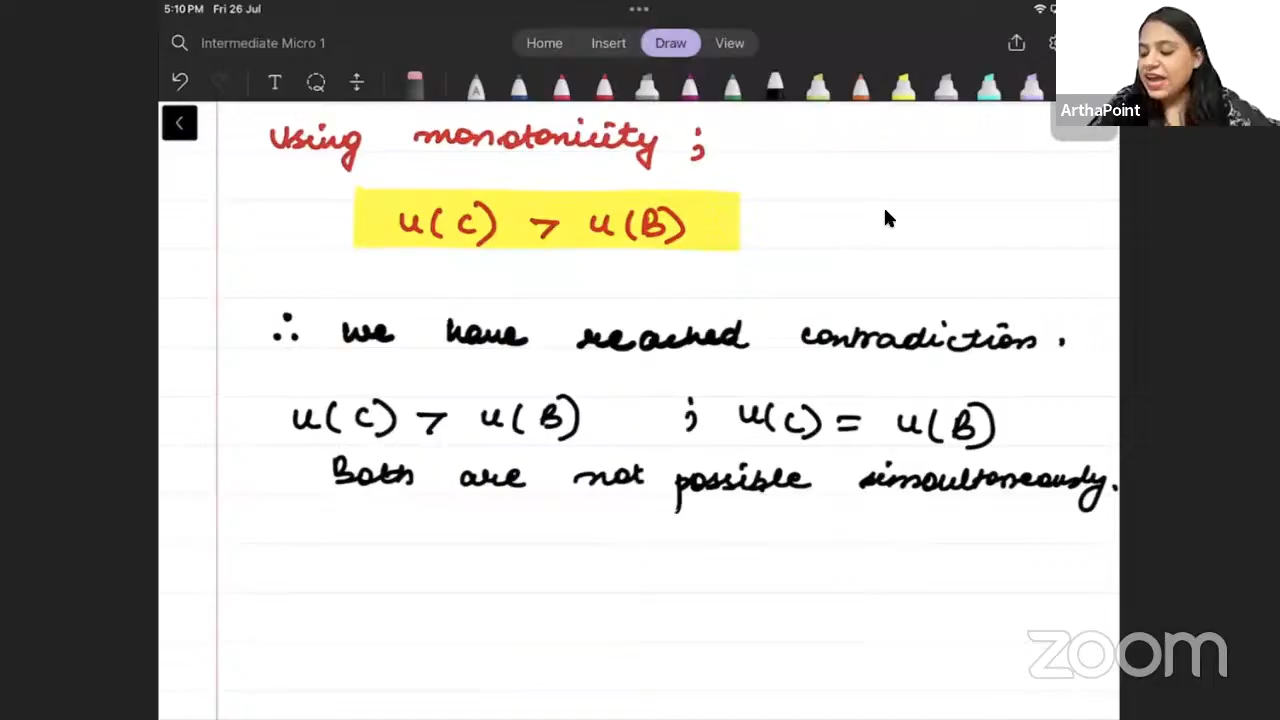 5:10 PM Fri 26 Jul
Intermediate Micro 1
Home Insert Draw View
T
A
ArthaPoint
Using monotonicity ;
u(C) > u(B)
∴ we have reached contradiction.
u(C) > u(B) ; u(C) = u(B)
Both are not possible simoultaneously.
zoom